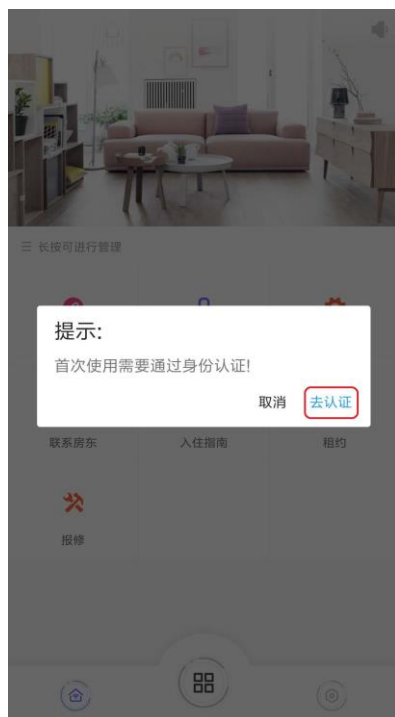 三 长按可进行管理
提示:
首次使用需要通过身份认证!
取消 去认证
联系房东 入住指南 租约
报修